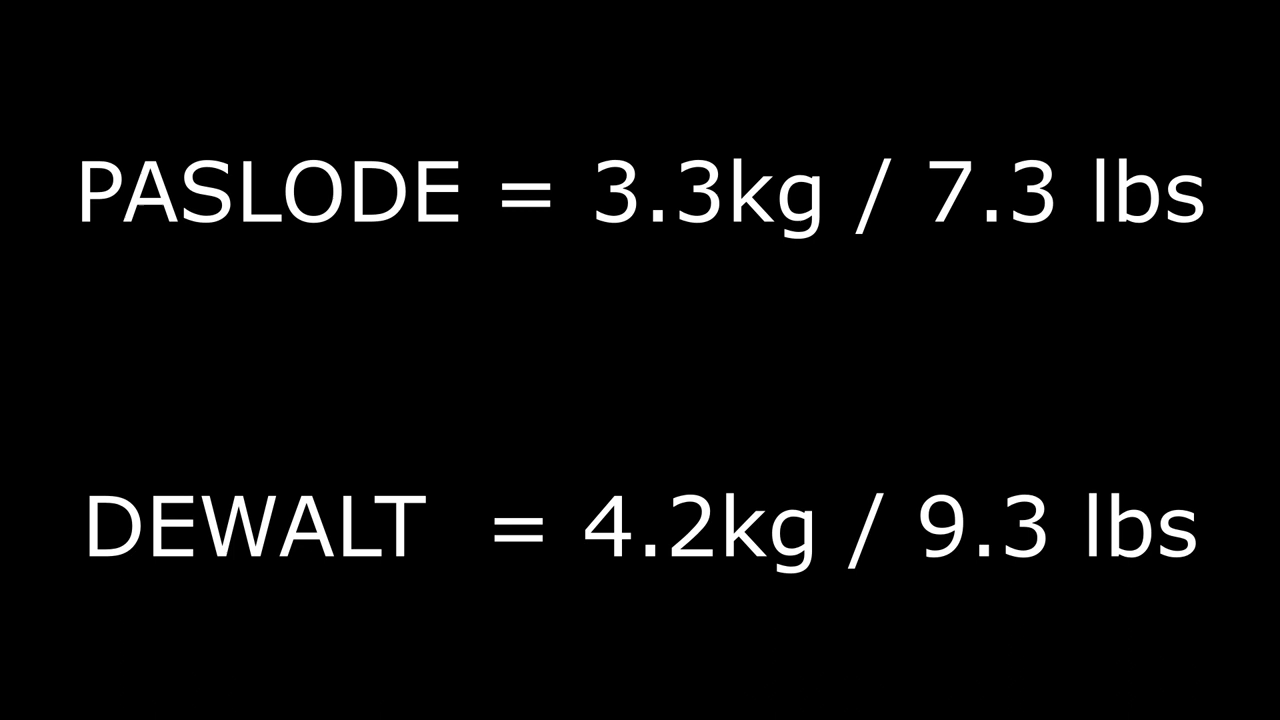 PASLODE = 3.3kg / 7.3 lbs
DEWALT = 4.2kg / 9.3 lbs